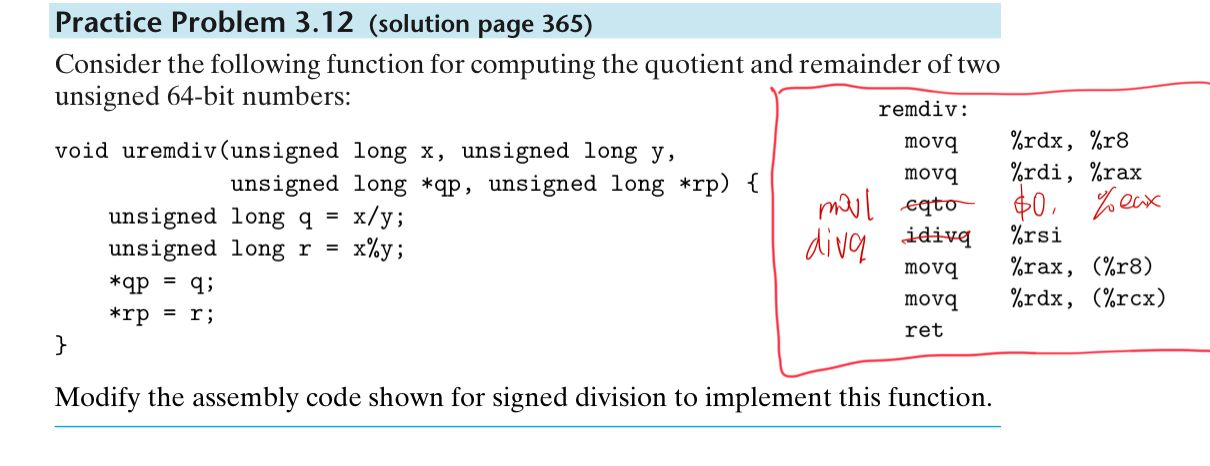 Practice Problem 3.12 (solution page 365)
Consider the following function for computing the quotient and remainder of two
unsigned 64-bit numbers:
void uremdiv(unsigned long x, unsigned long y,
unsigned long *qp, unsigned long *rp) {
unsigned long q = x/y;
unsigned long r = x%y;
*qp = q;
*rp = r;
}
remdiv:
movq %rdx, %r8
movq %rdi, %rax
movl cqto $0, %eax
divq idivq %rsi
movq %rax, (%r8)
movq %rdx, (%rcx)
ret
Modify the assembly code shown for signed division to implement this function.